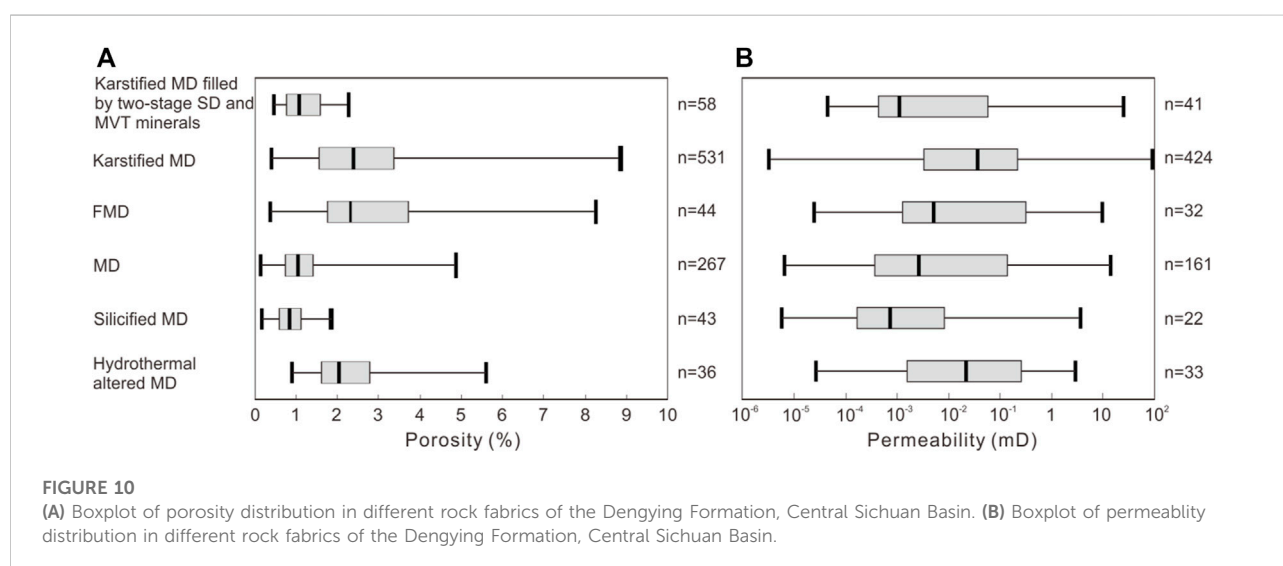 A
B
Karstified MD filled
by two-stage SD and
MVT minerals
n=58
n=41
Karstified MD
n=531
n=424
FMD
n=44
n=32
MD
n=267
n=161
Silicified MD
n=43
n=22
Hydrothermal
altered MD
n=36
n=33
0 1 2 3 4 5 6 7 8 9 10
10⁻⁶ 10⁻⁵ 10⁻⁴ 10⁻³ 10⁻² 10⁻¹ 1 10 10²
Porosity (%)
Permeability (mD)
FIGURE 10
(A) Boxplot of porosity distribution in different rock fabrics of the Dengying Formation, Central Sichuan Basin. (B) Boxplot of permeablity
distribution in different rock fabrics of the Dengying Formation, Central Sichuan Basin.